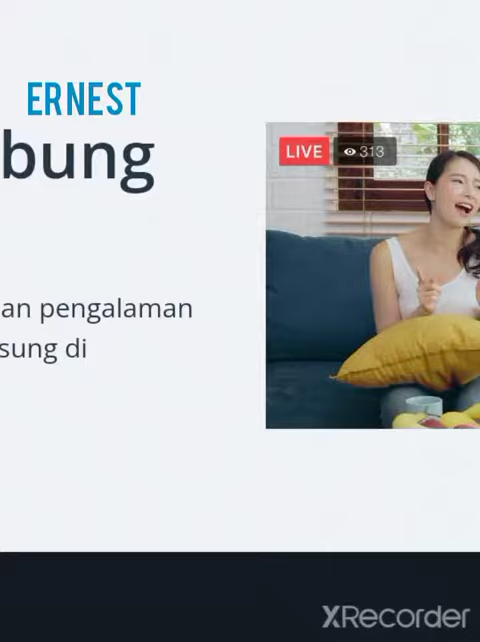 ERNEST
bung
an pengalaman
sung di
LIVE 313
XRecorder